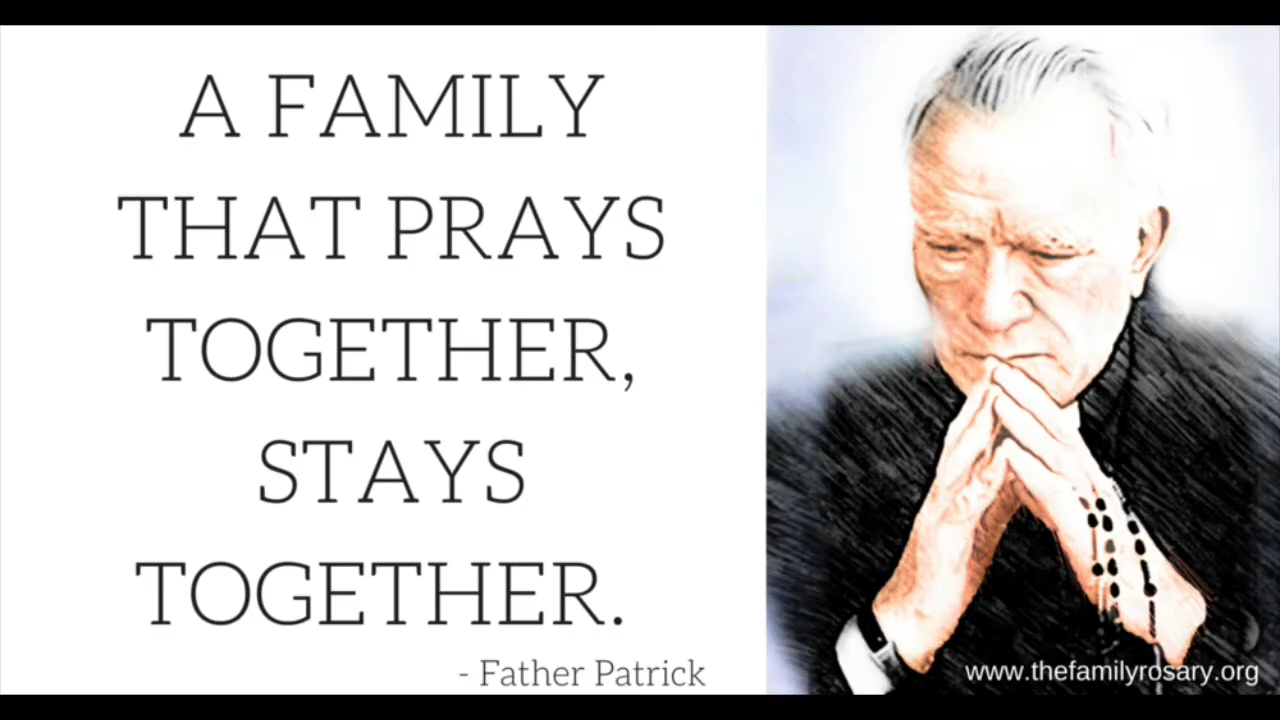 A FAMILY
THAT PRAYS
TOGETHER,
STAYS
TOGETHER.
- Father Patrick
www.thefamilyrosary.org